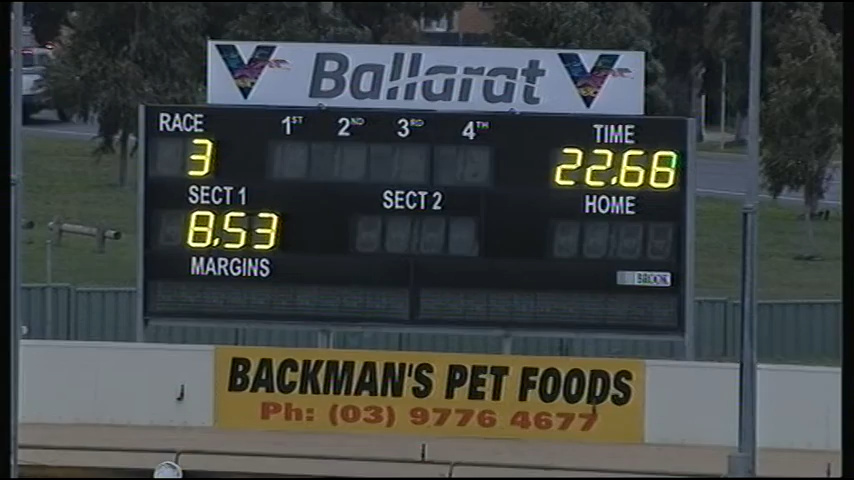 Ballarat
RACE 1ST 2ND 3RD 4TH TIME
3 22.68
SECT 1 SECT 2 HOME
8.53
MARGINS
BROOK
BACKMAN'S PET FOODS
Ph: (03) 9776 4677